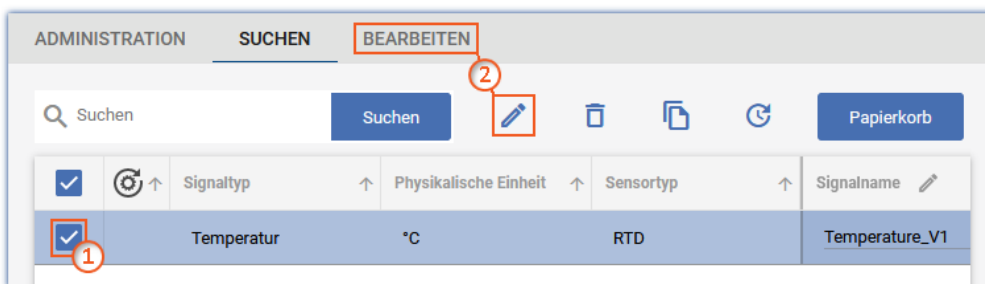 ADMINISTRATION SUCHEN BEARBEITEN
2
Suchen Suchen Papierkorb
Signaltyp Physikalische Einheit Sensortyp Signalname
Temperatur °C RTD Temperature_V1
1